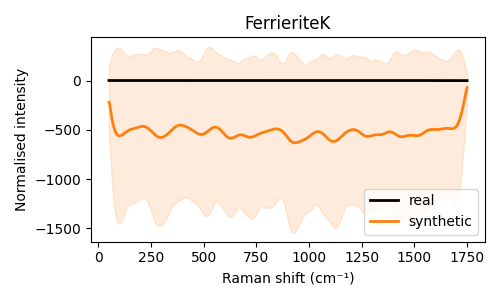 FerrieriteK
Normalised intensity
0
−500
−1000
−1500
real
synthetic
0 250 500 750 1000 1250 1500 1750
Raman shift (cm⁻¹)